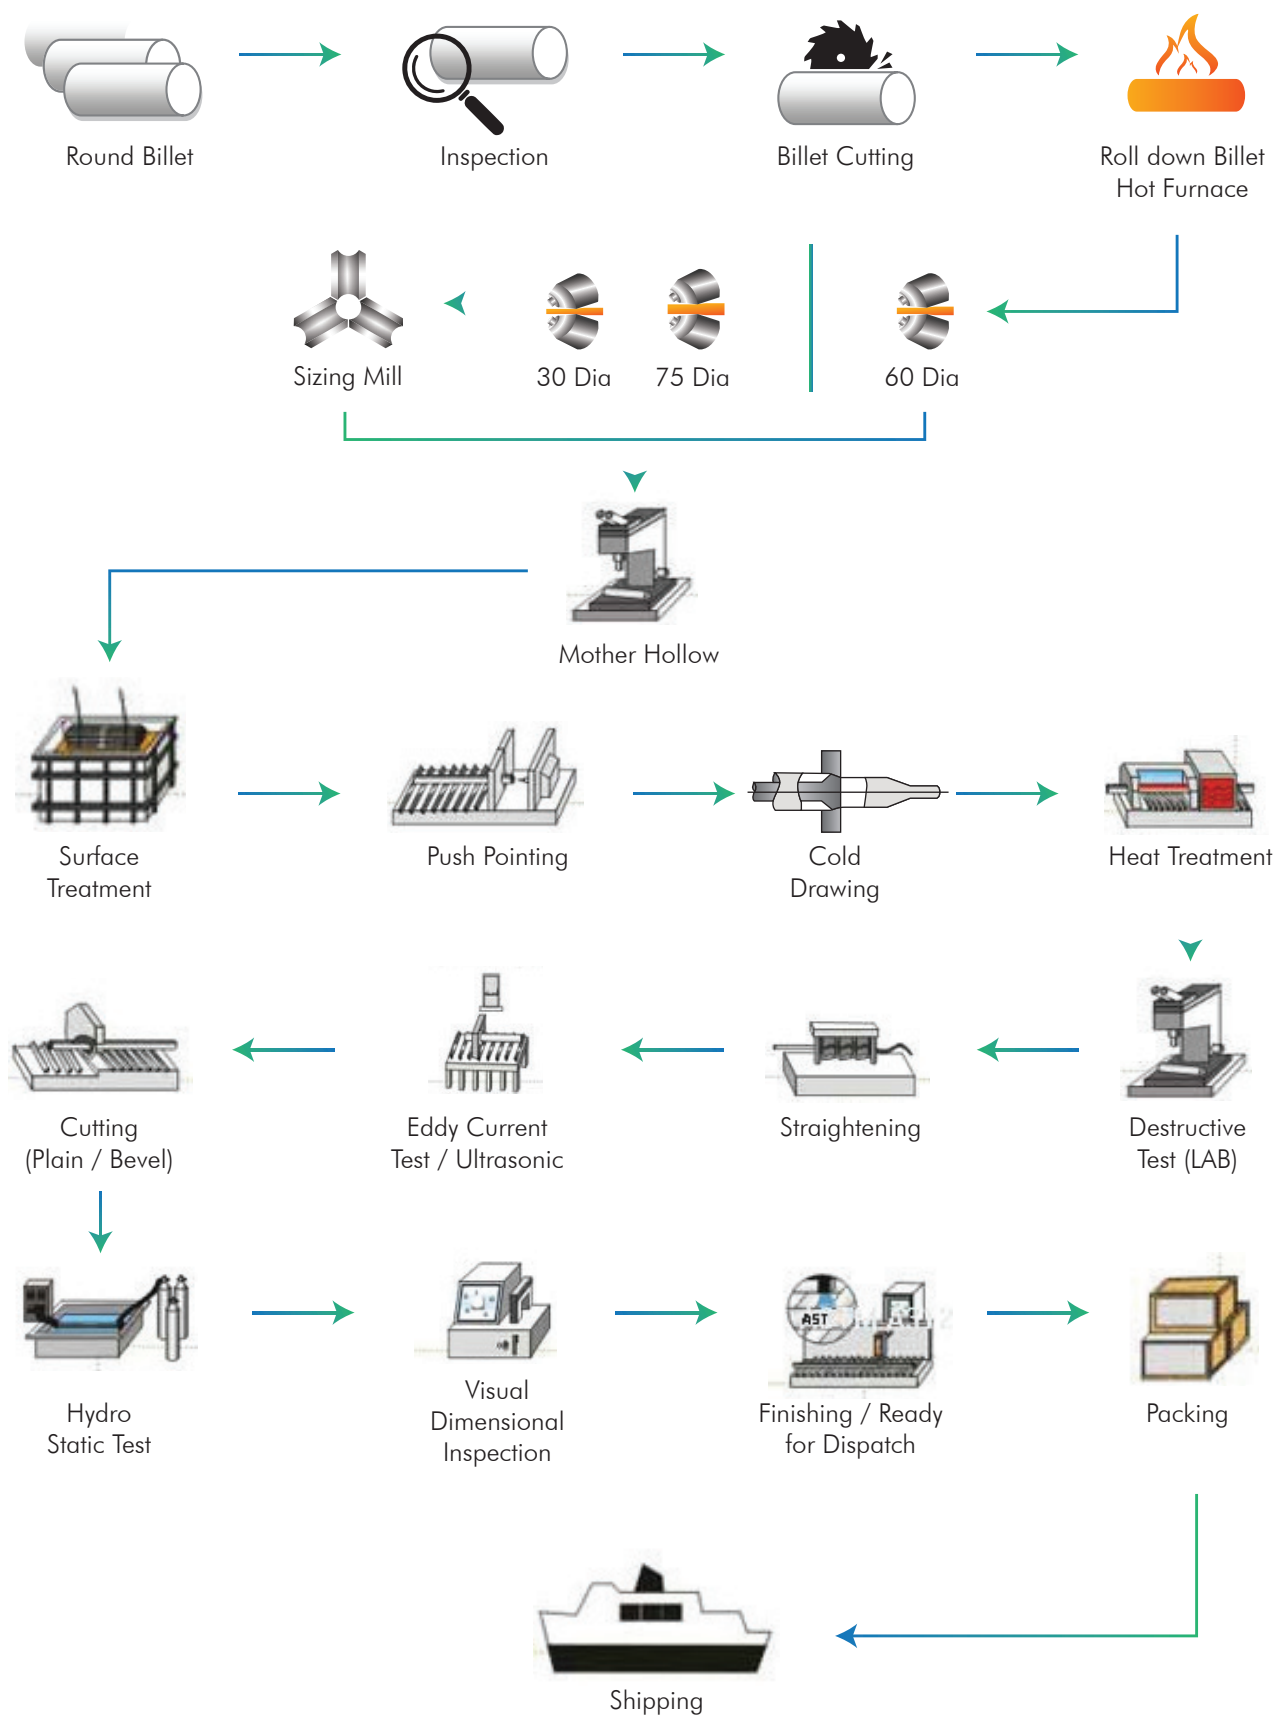 Round Billet
Inspection
Billet Cutting
Roll down Billet
Hot Furnace
Sizing Mill
30 Dia
75 Dia
60 Dia
Mother Hollow
Surface
Treatment
Push Pointing
Cold
Drawing
Heat Treatment
Cutting
(Plain / Bevel)
Eddy Current
Test / Ultrasonic
Straightening
Destructive
Test (LAB)
AST
Hydro
Static Test
Visual
Dimensional
Inspection
Finishing / Ready
for Dispatch
Packing
Shipping